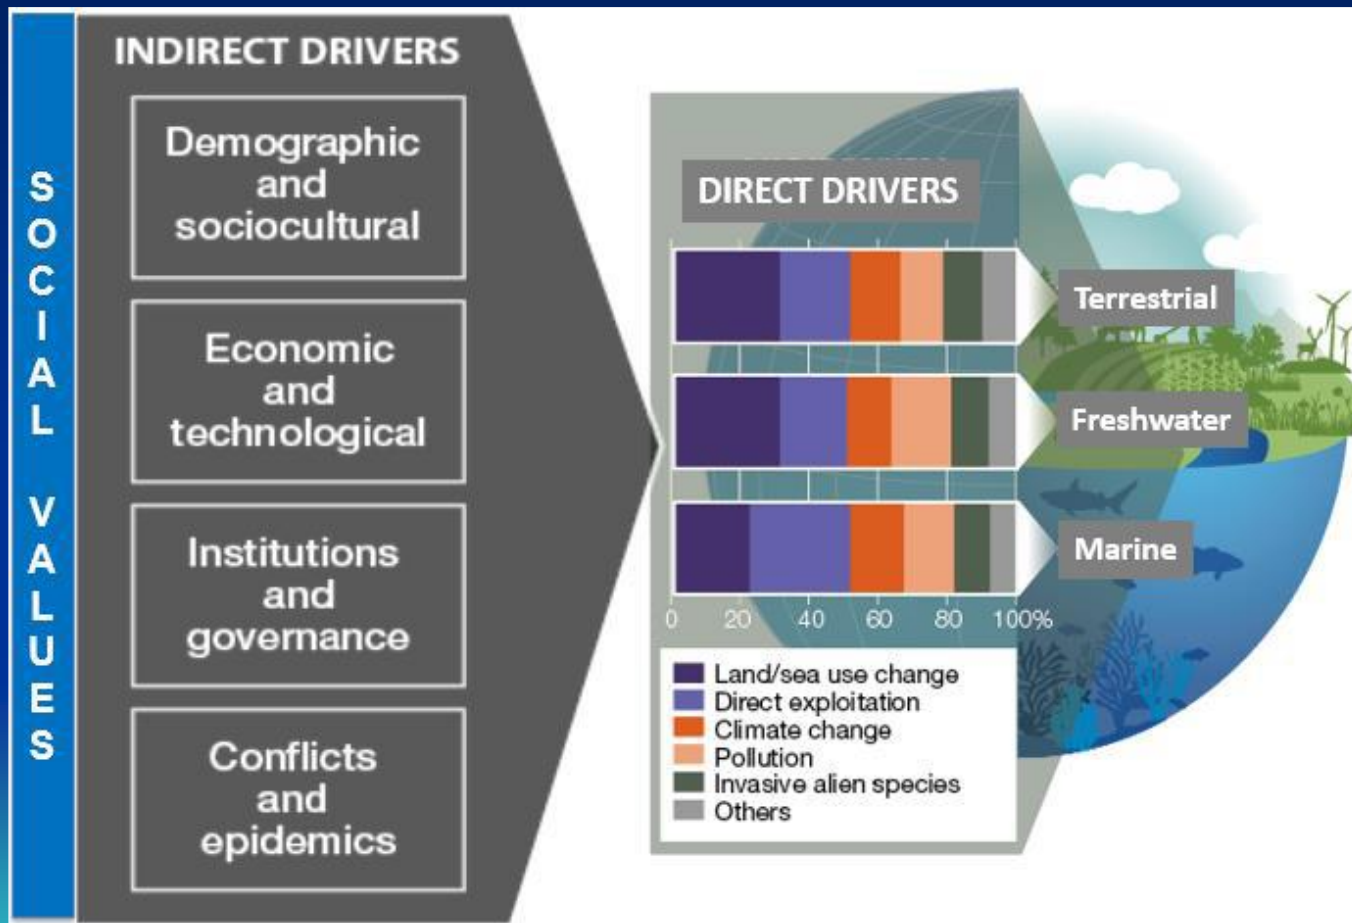 SOCIAL VALUES
INDIRECT DRIVERS
Demographic
and
sociocultural
Economic
and
technological
Institutions
and
governance
Conflicts
and
epidemics
DIRECT DRIVERS
Terrestrial
Freshwater
Marine
0 20 40 60 80 100%
Land/sea use change
Direct exploitation
Climate change
Pollution
Invasive alien species
Others